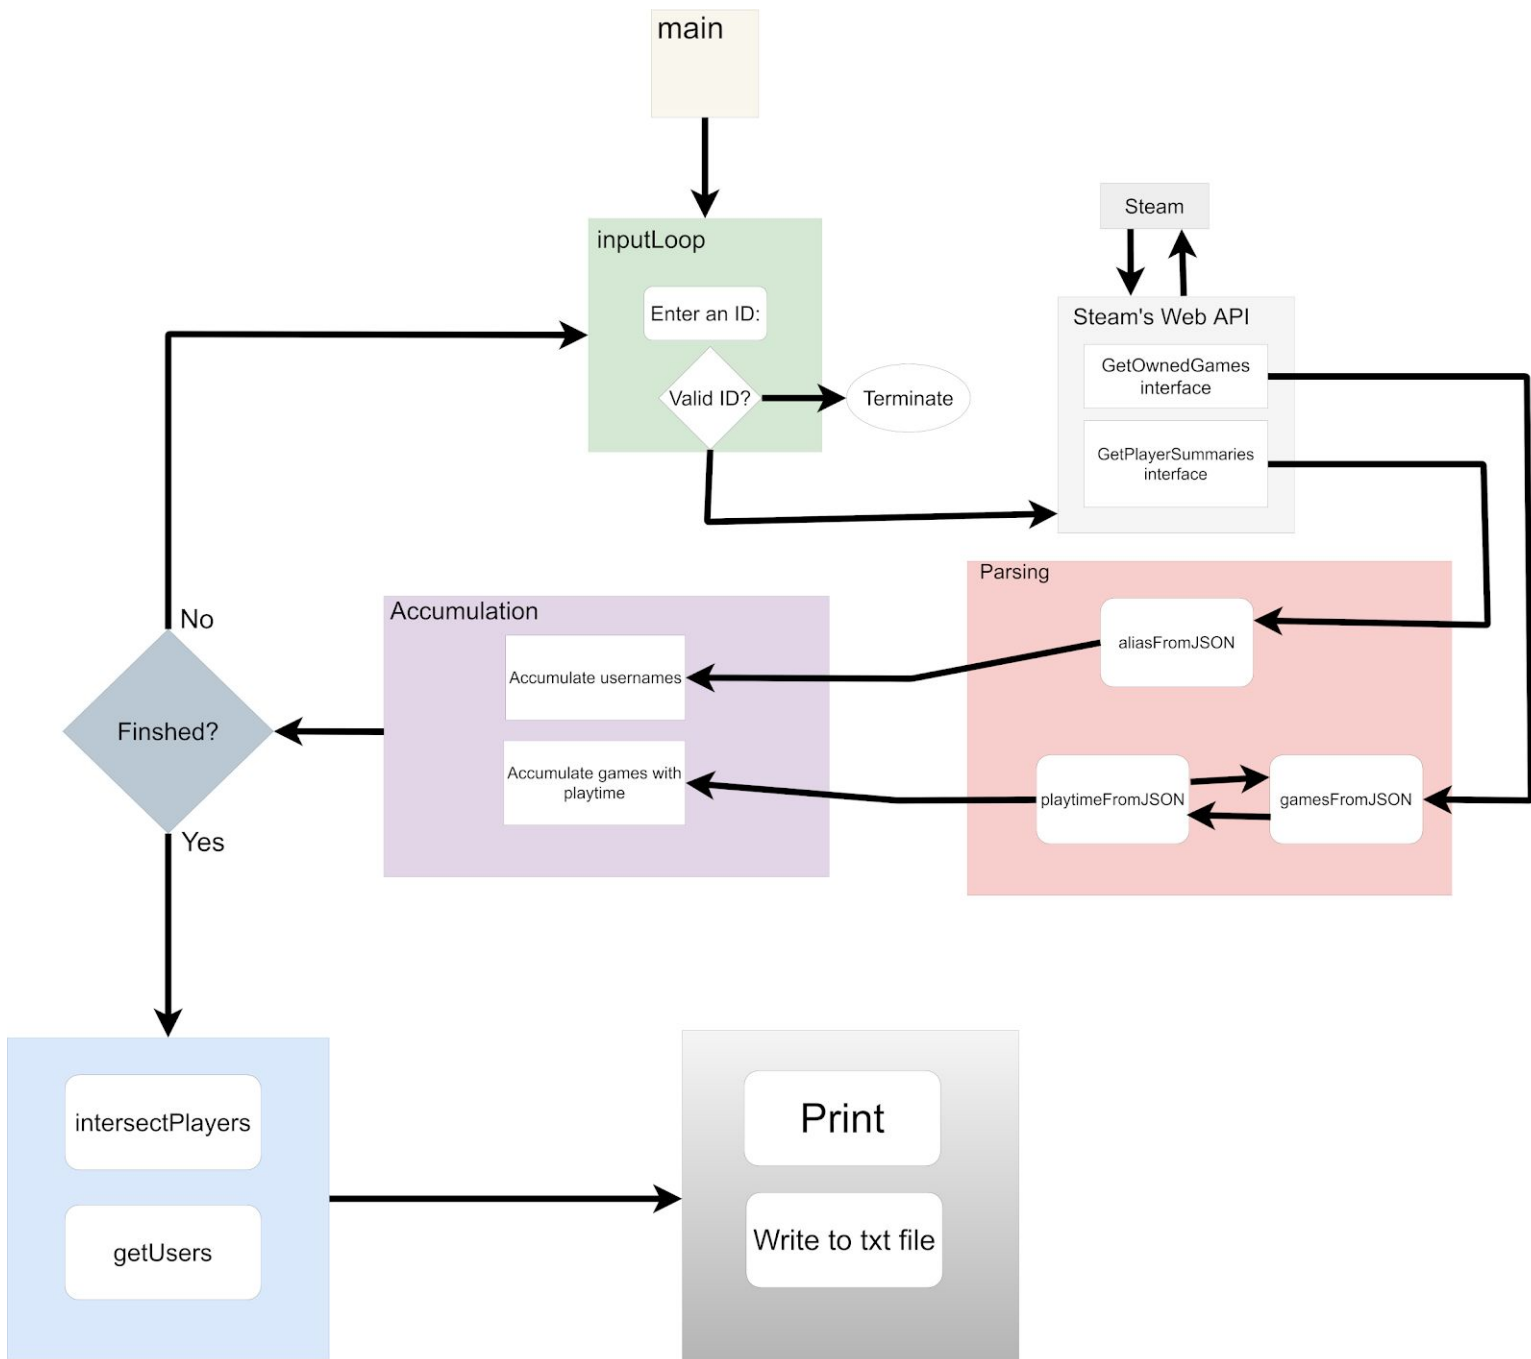 main
inputLoop
Enter an ID:
Valid ID?
Terminate
Steam
Steam's Web API
GetOwnedGames
interface
GetPlayerSummaries
interface
Parsing
aliasFromJSON
playtimeFromJSON
gamesFromJSON
Accumulation
Accumulate usernames
Accumulate games with
playtime
No
Finshed?
Yes
intersectPlayers
getUsers
Print
Write to txt file